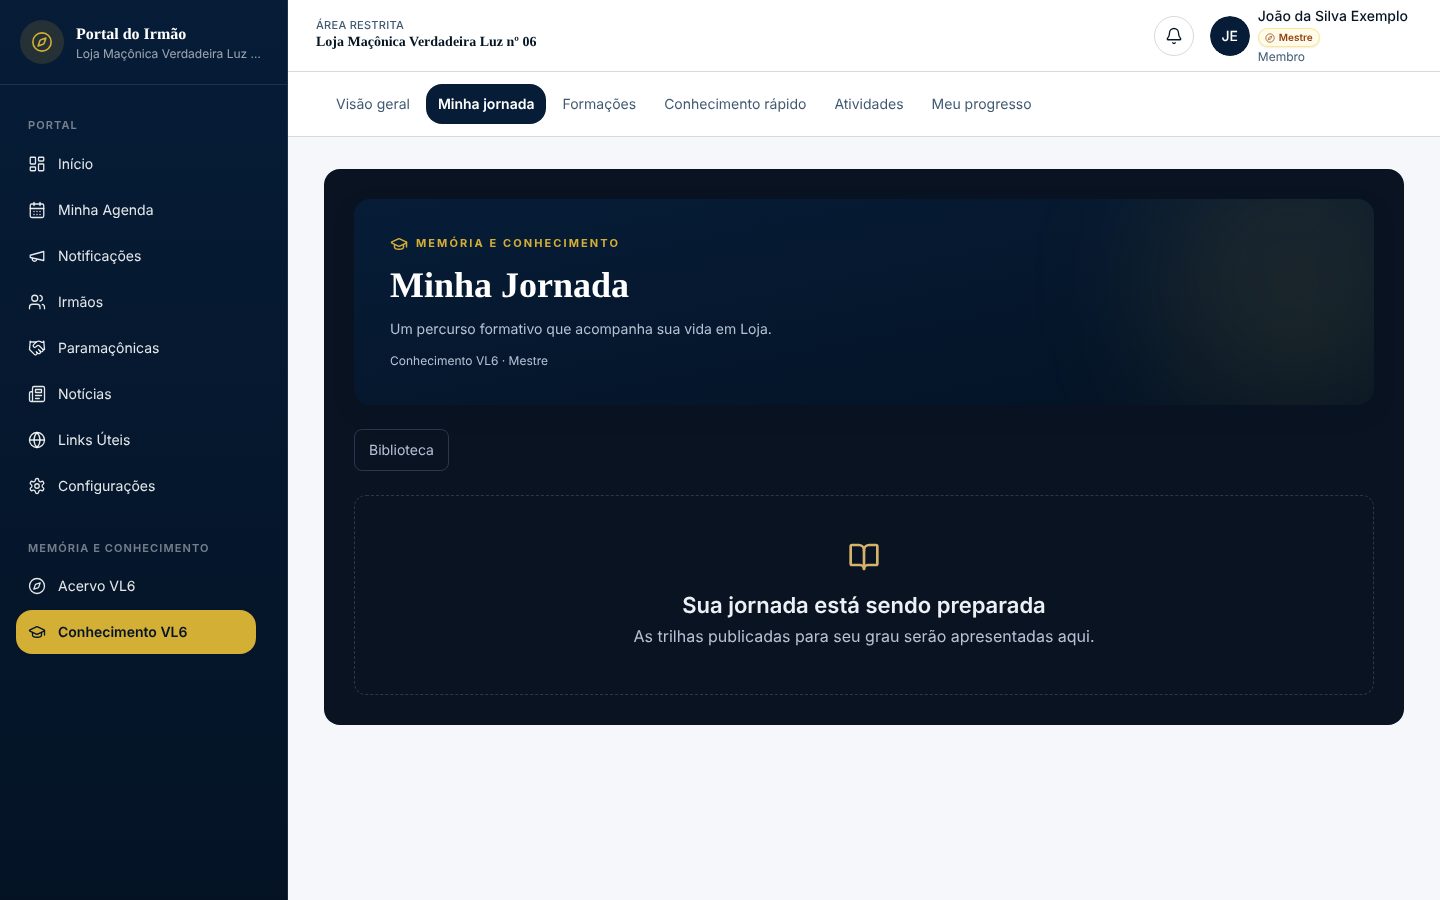 Portal do Irmão
Loja Maçônica Verdadeira Luz ...
PORTAL
Início
Minha Agenda
Notificações
Irmãos
Paramaçônicas
Notícias
Links Úteis
Configurações
MEMÓRIA E CONHECIMENTO
Acervo VL6
Conhecimento VL6
ÁREA RESTRITA
Loja Maçônica Verdadeira Luz nº 06
JE
João da Silva Exemplo
Mestre
Membro
Visão geral
Minha jornada
Formações
Conhecimento rápido
Atividades
Meu progresso
MEMÓRIA E CONHECIMENTO
Minha Jornada
Um percurso formativo que acompanha sua vida em Loja.
Conhecimento VL6 · Mestre
Biblioteca
Sua jornada está sendo preparada
As trilhas publicadas para seu grau serão apresentadas aqui.